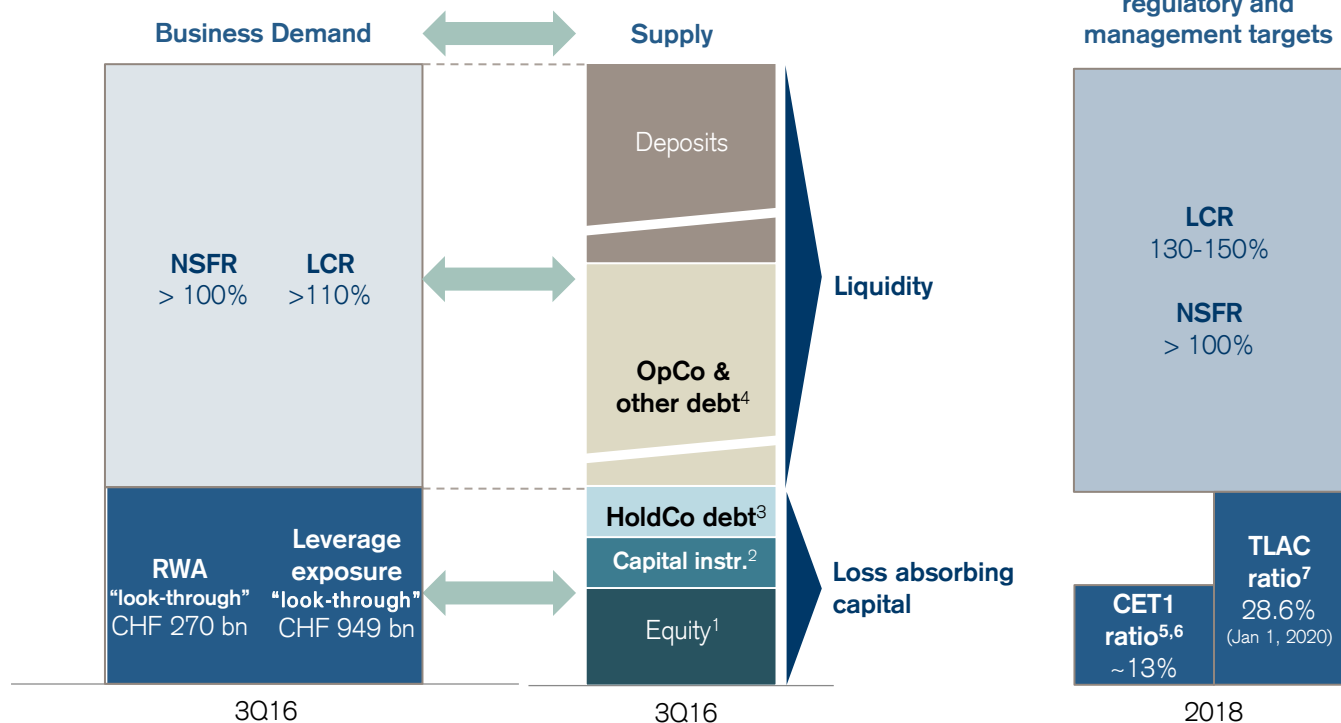 Business Demand
Supply
regulatory and
management targets
NSFR
> 100%
LCR
>110%
RWA
"look-through"
CHF 270 bn
Leverage
exposure
"look-through"
CHF 949 bn
3Q16
Deposits
OpCo &
other debt⁴
HoldCo debt³
Capital instr.²
Equity¹
3Q16
Liquidity
Loss absorbing
capital
LCR
130-150%
NSFR
> 100%
CET1
ratio⁵,⁶
~13%
TLAC
ratio⁷
28.6%
(Jan 1, 2020)
2018